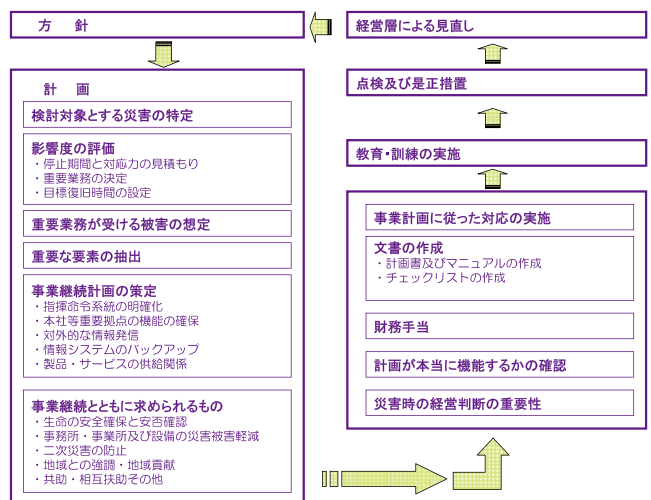 方　針
計　画
検討対象とする災害の特定
影響度の評価
・停止期間と対応力の見積もり
・重要業務の決定
・目標復旧時間の設定
重要業務が受ける被害の想定
重要な要素の抽出
事業継続計画の策定
・指揮命令系統の明確化
・本社等重要拠点の機能の確保
・対外的な情報発信
・情報システムのバックアップ
・製品・サービスの供給関係
事業継続とともに求められるもの
・生命の安全確保と安否確認
・事務所・事業所及び設備の災害被害軽減
・二次災害の防止
・地域との強調・地域貢献
・共助・相互扶助その他
経営層による見直し
点検及び是正措置
教育・訓練の実施
事業計画に従った対応の実施
文書の作成
・計画書及びマニュアルの作成
・チェックリストの作成
財務手当
計画が本当に機能するかの確認
災害時の経営判断の重要性